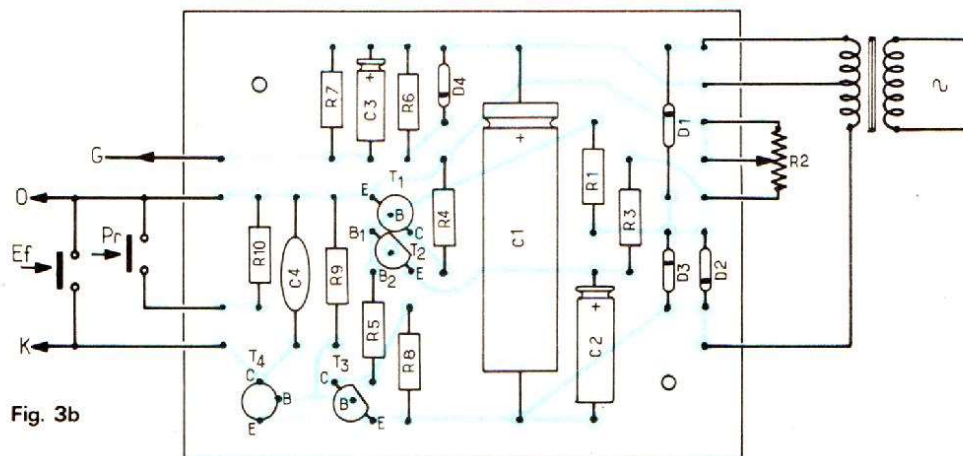 R7
C3
+
R6
D4
D1
R2
G
O
Ef
Pr
K
R10
C4
R9
E
T1
B
C
B1
T2
B2
E
R4
+
C1
R1
R3
D3
D2
R5
R8
+
C2
T4
C
B
E
T3
C
B
E
Fig. 3b